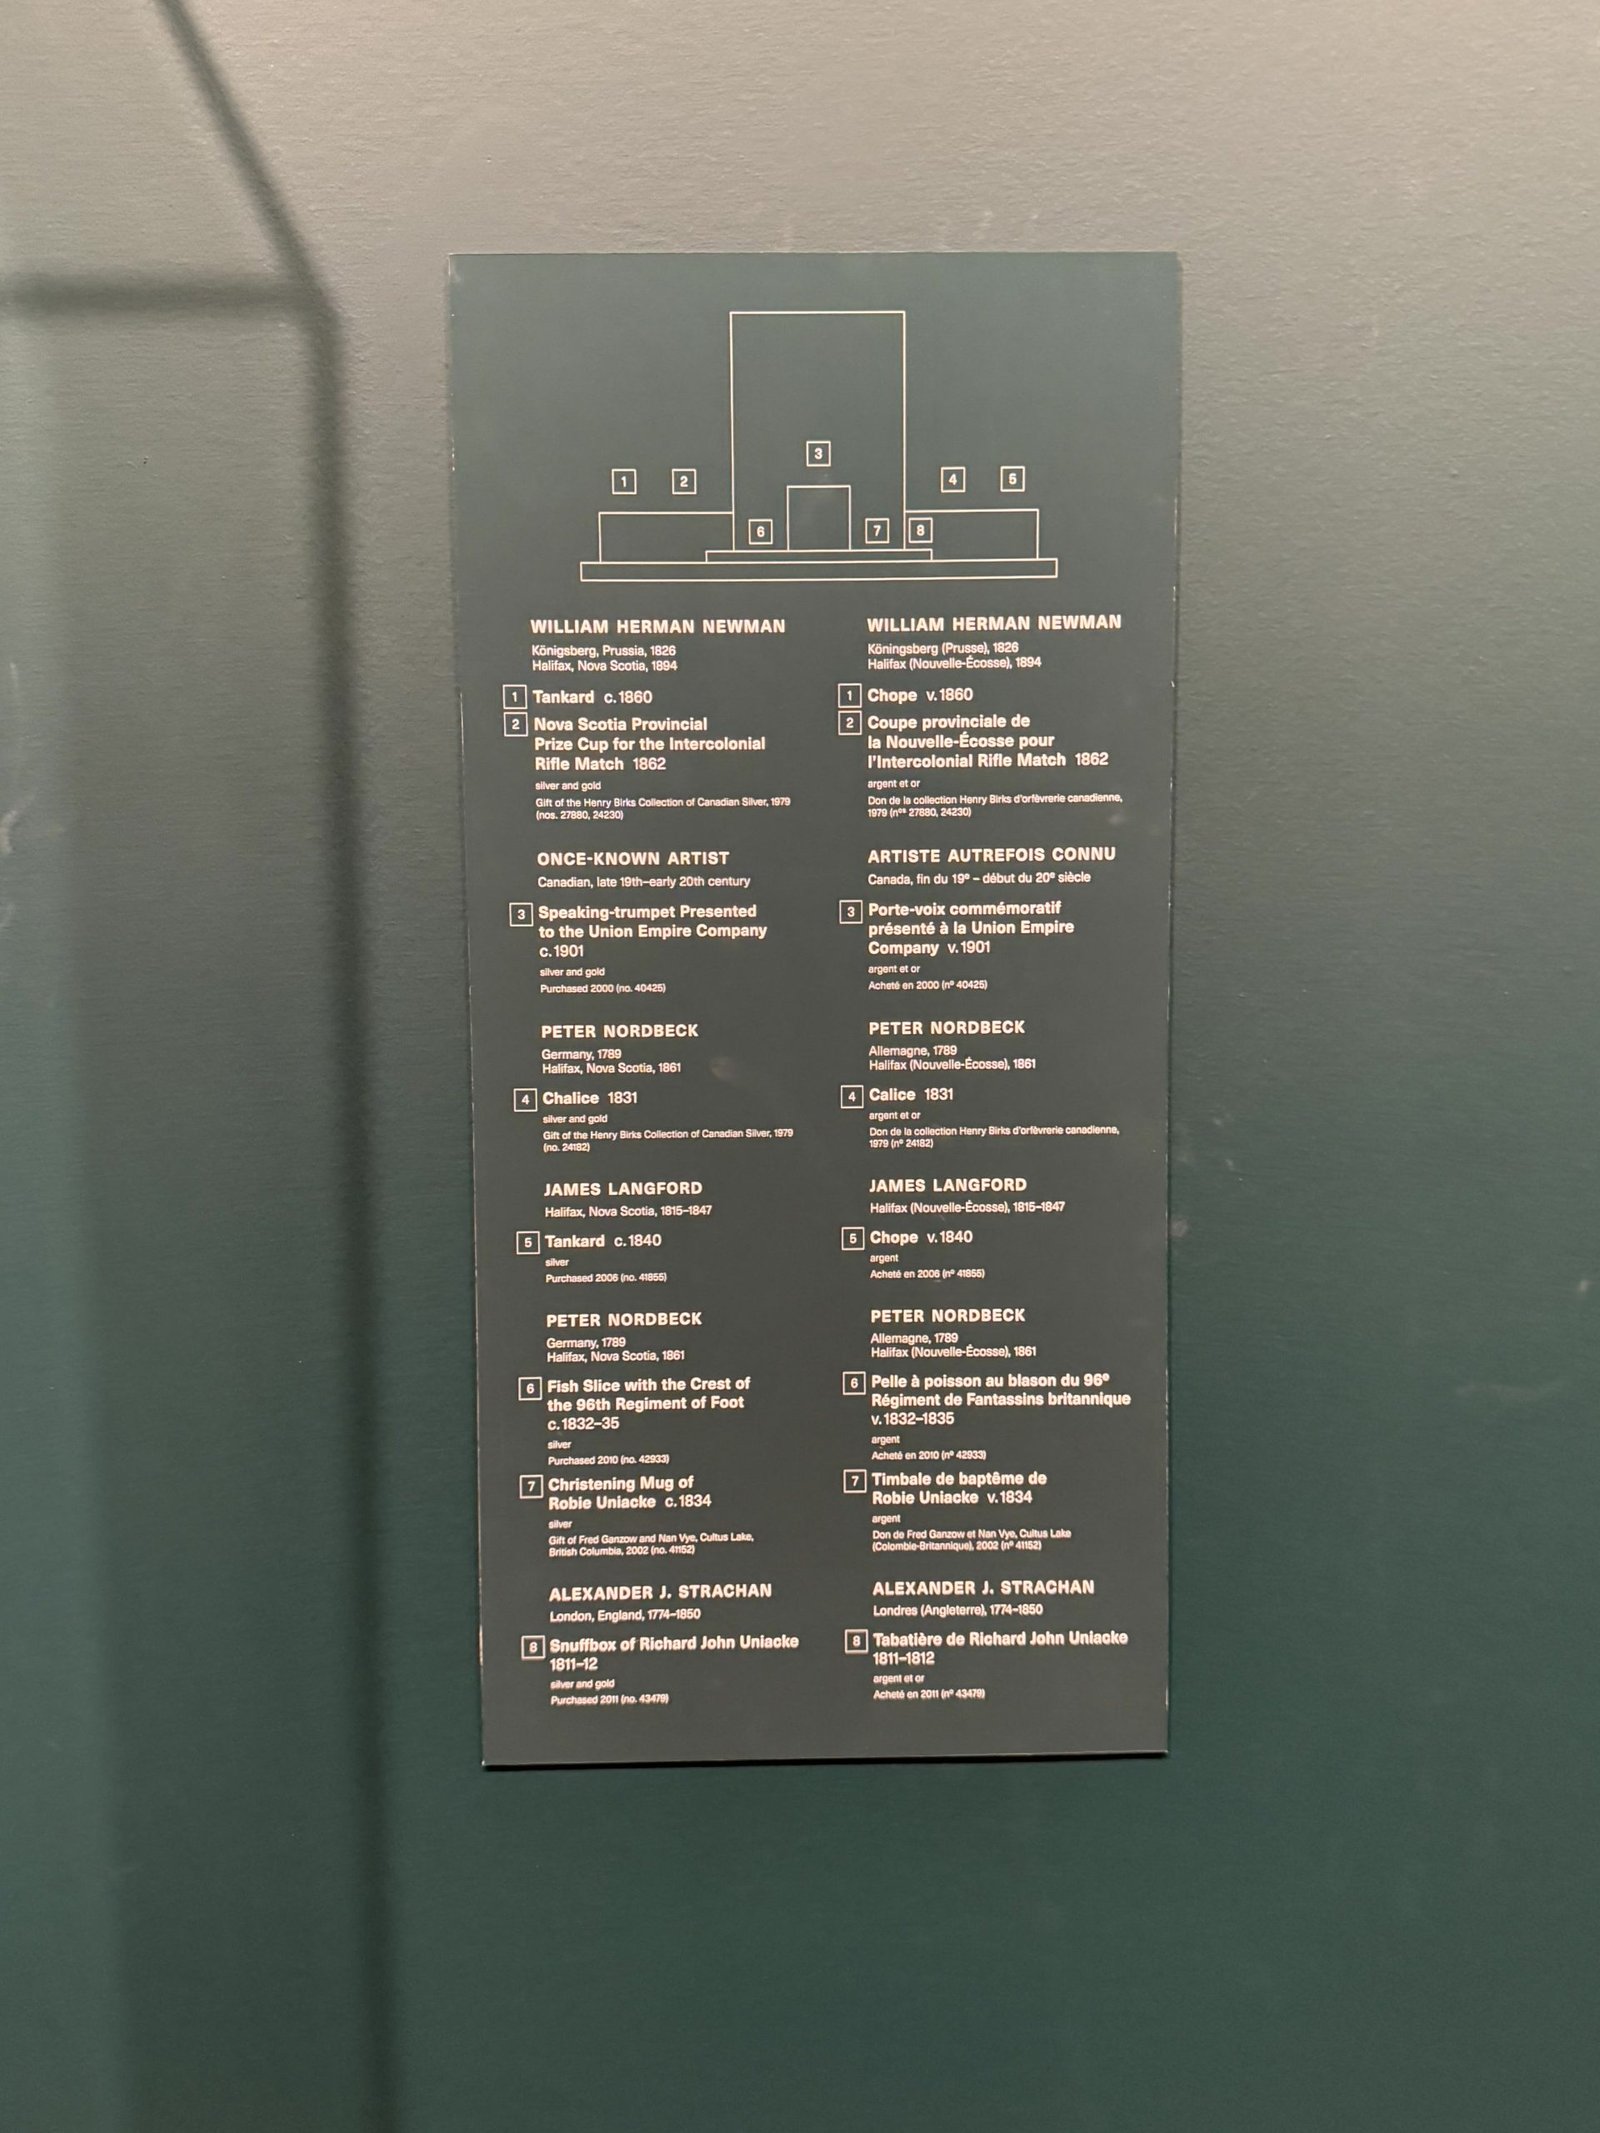 3
1
2
4
5
6
7
8
WILLIAM HERMAN NEWMAN
Königsberg, Prussia, 1826
Halifax, Nova Scotia, 1894
1 Tankard c.1860
2 Nova Scotia Provincial
Prize Cup for the Intercolonial
Rifle Match 1862
silver and gold
Gift of the Henry Birks Collection of Canadian Silver, 1979
(nos. 27880, 24230)
ONCE-KNOWN ARTIST
Canadian, late 19th–early 20th century
3 Speaking-trumpet Presented
to the Union Empire Company
c.1901
silver and gold
Purchased 2000 (no. 40425)
PETER NORDBECK
Germany, 1789
Halifax, Nova Scotia, 1861
4 Chalice 1831
silver and gold
Gift of the Henry Birks Collection of Canadian Silver, 1979
(no. 24182)
JAMES LANGFORD
Halifax, Nova Scotia, 1815–1847
5 Tankard c.1840
silver
Purchased 2006 (no. 41855)
PETER NORDBECK
Germany, 1789
Halifax, Nova Scotia, 1861
6 Fish Slice with the Crest of
the 96th Regiment of Foot
c.1832–35
silver
Purchased 2010 (no. 42933)
7 Christening Mug of
Robie Uniacke c.1834
silver
Gift of Fred Ganzow and Nan Vye, Cultus Lake,
British Columbia, 2002 (no. 41152)
ALEXANDER J. STRACHAN
London, England, 1774–1850
8 Snuffbox of Richard John Uniacke
1811–12
silver and gold
Purchased 2011 (no. 43479)
WILLIAM HERMAN NEWMAN
Köningsberg (Prusse), 1826
Halifax (Nouvelle-Écosse), 1894
1 Chope v.1860
2 Coupe provinciale de
la Nouvelle-Écosse pour
l'Intercolonial Rifle Match 1862
argent et or
Don de la collection Henry Birks d'orfèvrerie canadienne,
1979 (nos 27880, 24230)
ARTISTE AUTREFOIS CONNU
Canada, fin du 19e – début du 20e siècle
3 Porte-voix commémoratif
présenté à la Union Empire
Company v.1901
argent et or
Acheté en 2000 (no 40425)
PETER NORDBECK
Allemagne, 1789
Halifax (Nouvelle-Écosse), 1861
4 Calice 1831
argent et or
Don de la collection Henry Birks d'orfèvrerie canadienne,
1979 (no 24182)
JAMES LANGFORD
Halifax (Nouvelle-Écosse), 1815–1847
5 Chope v.1840
argent
Acheté en 2006 (no 41855)
PETER NORDBECK
Allemagne, 1789
Halifax (Nouvelle-Écosse), 1861
6 Pelle à poisson au blason du 96e
Régiment de Fantassins britannique
v.1832–1835
argent
Acheté en 2010 (no 42933)
7 Timbale de baptême de
Robie Uniacke v.1834
argent
Don de Fred Ganzow et Nan Vye, Cultus Lake
(Colombie-Britannique), 2002 (no 41152)
ALEXANDER J. STRACHAN
Londres (Angleterre), 1774–1850
8 Tabatière de Richard John Uniacke
1811–1812
argent et or
Acheté en 2011 (no 43479)